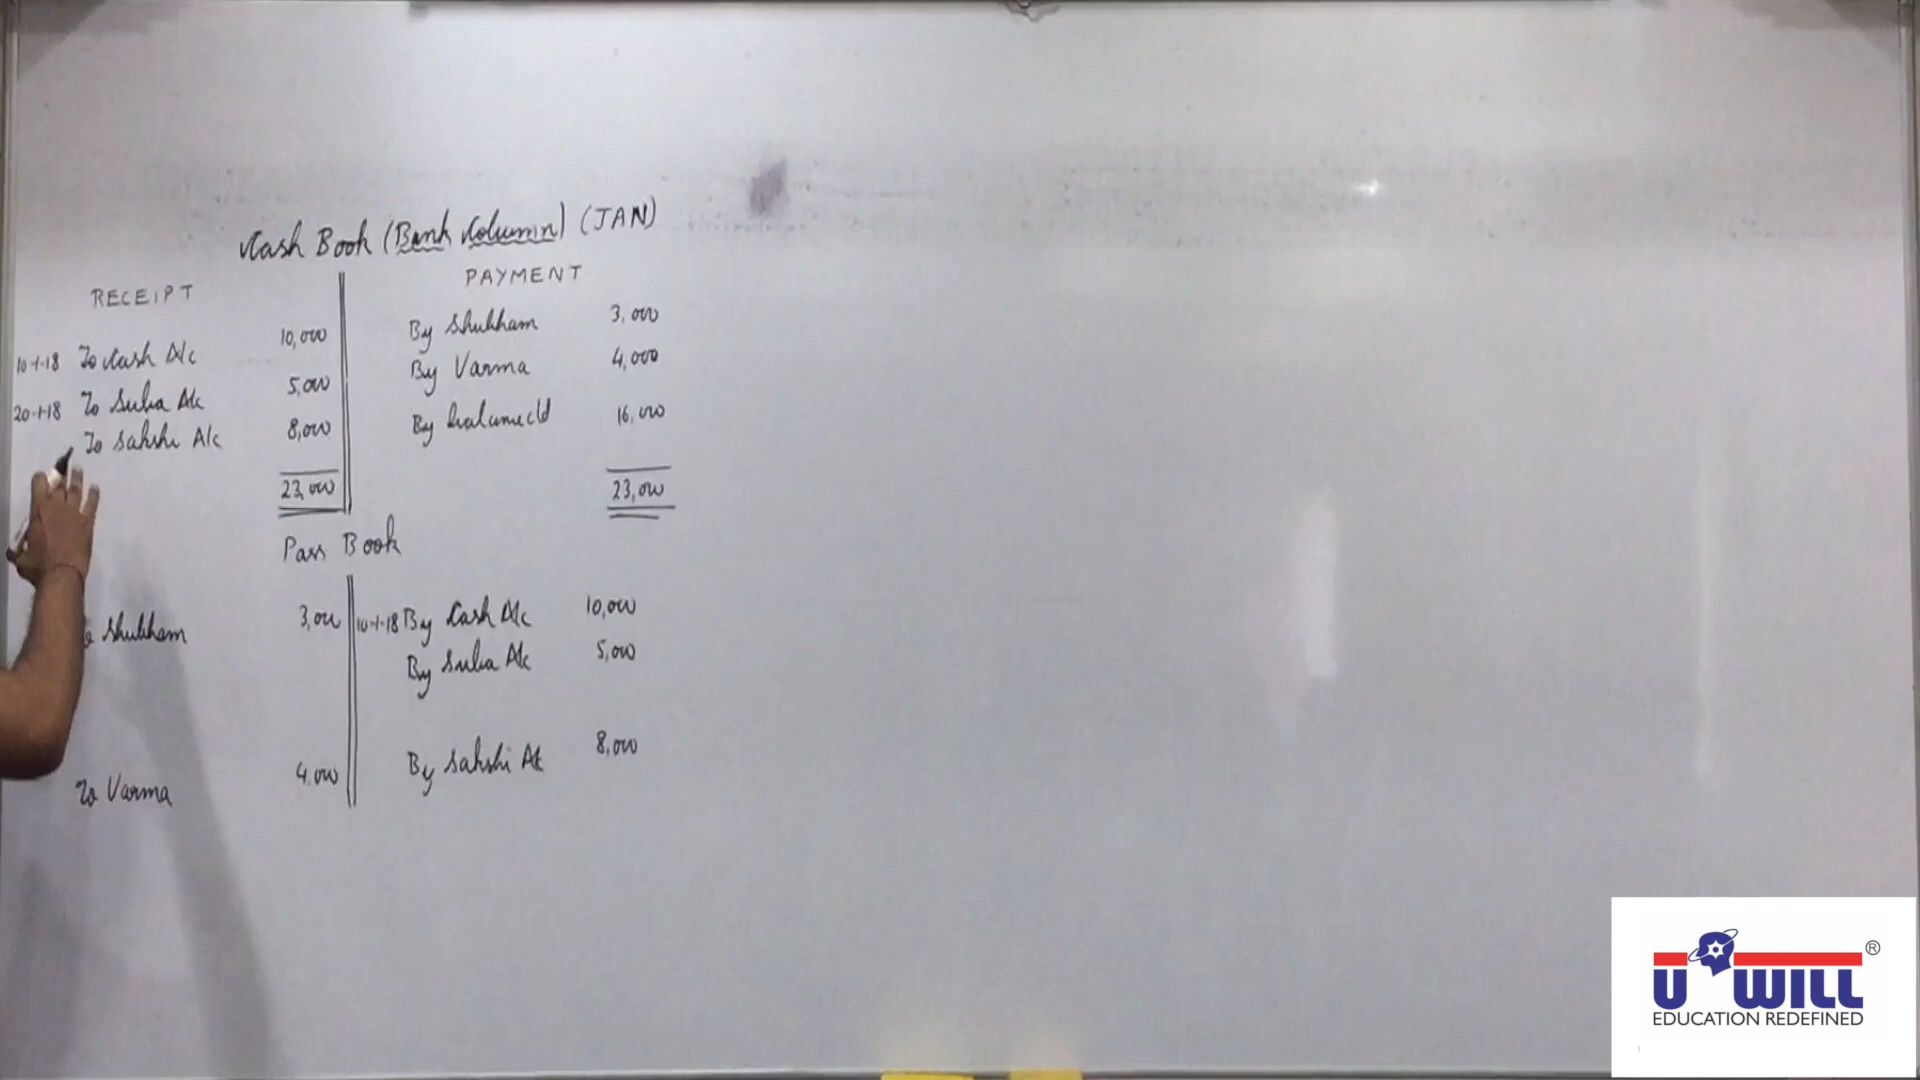 Cash Book (Bank Column) (JAN)
RECEIPT
PAYMENT
10-1-18 To Cash A/c 10,000
By Shubham 3,000
20-1-18 To Suba A/c 5,000
By Varma 4,000
To Sakshi A/c 8,000
By balance c/d 16,000
23,000
23,000
Pass Book
Shubham 3,000
10-1-18 By Cash A/c 10,000
By Suba A/c 5,000
To Varma 4,000
By Sakshi A/c 8,000
U WILL ®
EDUCATION REDEFINED